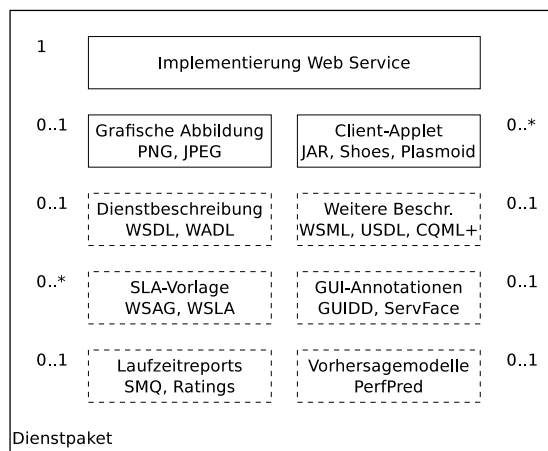 1
Implementierung Web Service
0..1
Grafische Abbildung
PNG, JPEG
Client-Applet
JAR, Shoes, Plasmoid
0..*
0..1
Dienstbeschreibung
WSDL, WADL
Weitere Beschr.
WSML, USDL, CQML+
0..1
0..*
SLA-Vorlage
WSAG, WSLA
GUI-Annotationen
GUIDD, ServFace
0..1
0..1
Laufzeitreports
SMQ, Ratings
Vorhersagemodelle
PerfPred
0..1
Dienstpaket